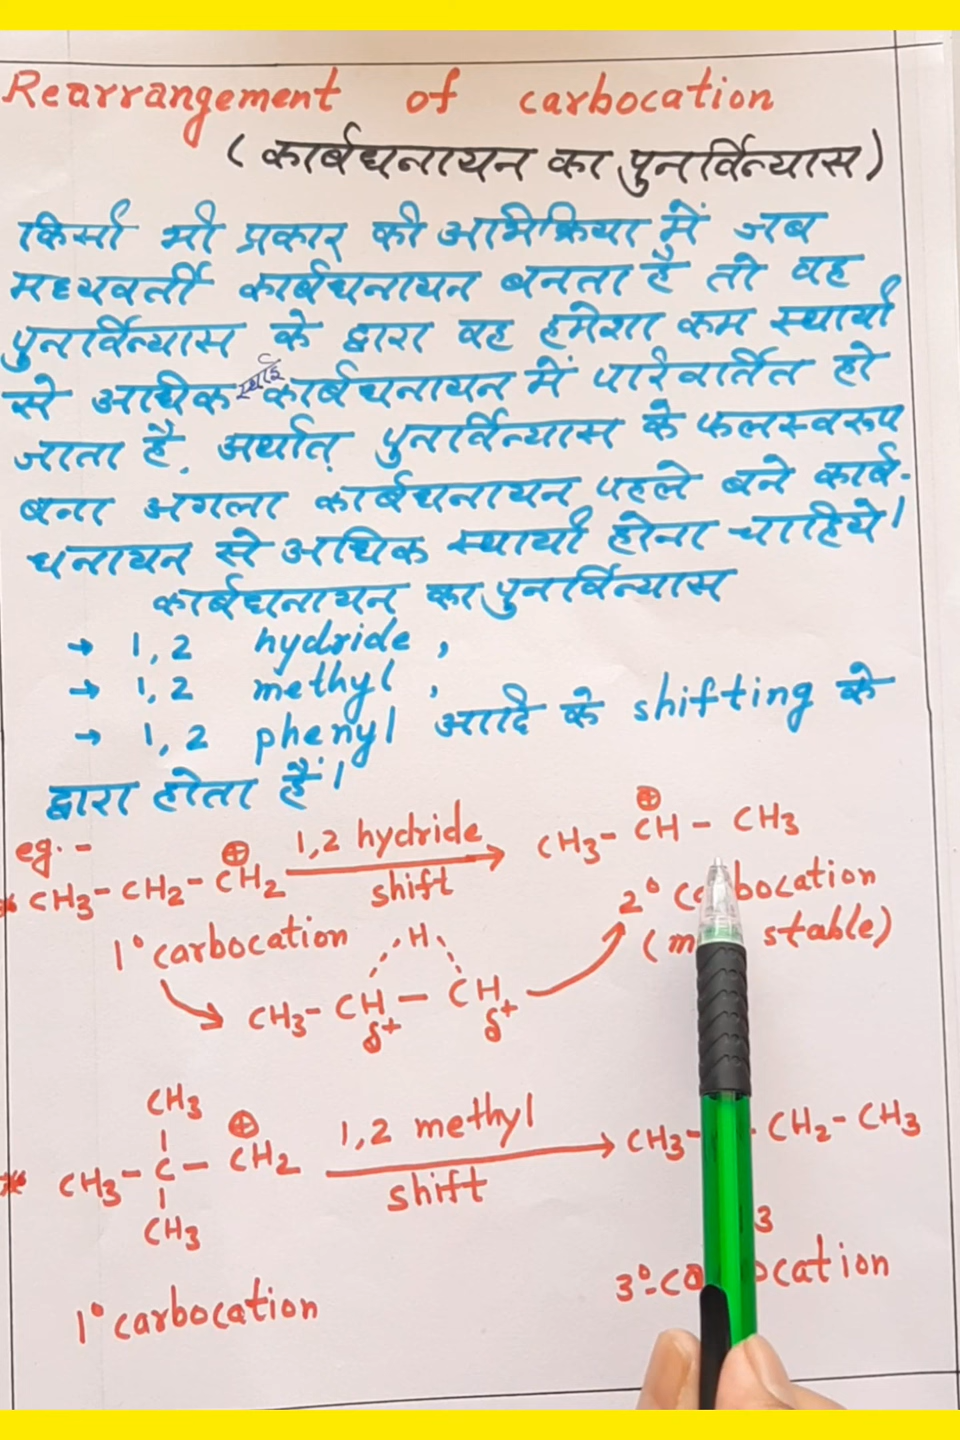 Rearrangement of carbocation
(कार्बधनायन का पुनर्विन्यास)
किसी भी प्रकार की अभिक्रिया में जब
मध्यवर्ती कार्बधनायन बनता है तो वह
पुनर्विन्यास के द्वारा वह हमेशा कम स्थायी
से अधिक स्थाई कार्बधनायन में परिवर्तित हो
जाता है. अर्थात् पुनर्विन्यास के फलस्वरूप
बना अगला कार्बधनायन पहले बने कार्ब-
धनायन से अधिक स्थायी होना चाहिये।
कार्बधनायन का पुनर्विन्यास
→ 1,2 hydride,
→ 1,2 methyl,
→ 1,2 phenyl आदि के shifting के
द्वारा होता हैं।
eg.-
CH3-CH2-CH2 ⊕ 1,2 hydride shift → CH3-CH-CH3 ⊕
1° carbocation 2° carbocation
stable)
H
CH3-CH-CH
δ+ δ+
CH3
CH3-C-CH2 ⊕ 1,2 methyl shift → CH3- CH2-CH3
CH3 3
1° carbocation 3°-carbocation